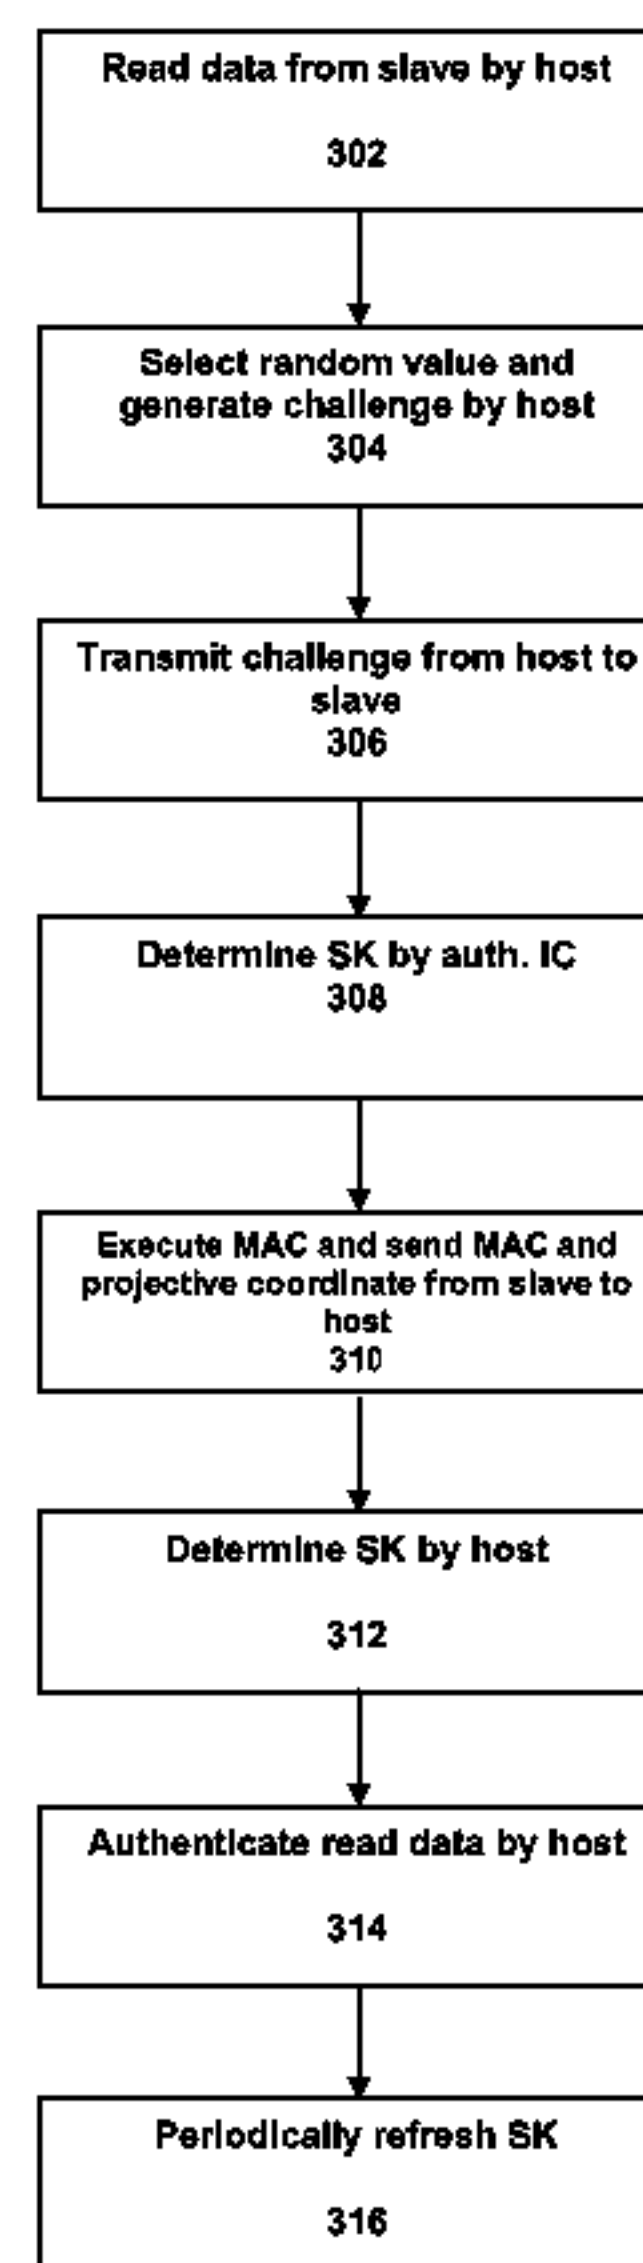 Read data from slave by host
302
Select random value and
generate challenge by host
304
Transmit challenge from host to
slave
306
Determine SK by auth. IC
308
Execute MAC and send MAC and
projective coordinate from slave to
host
310
Determine SK by host
312
Authenticate read data by host
314
Periodically refresh SK
316